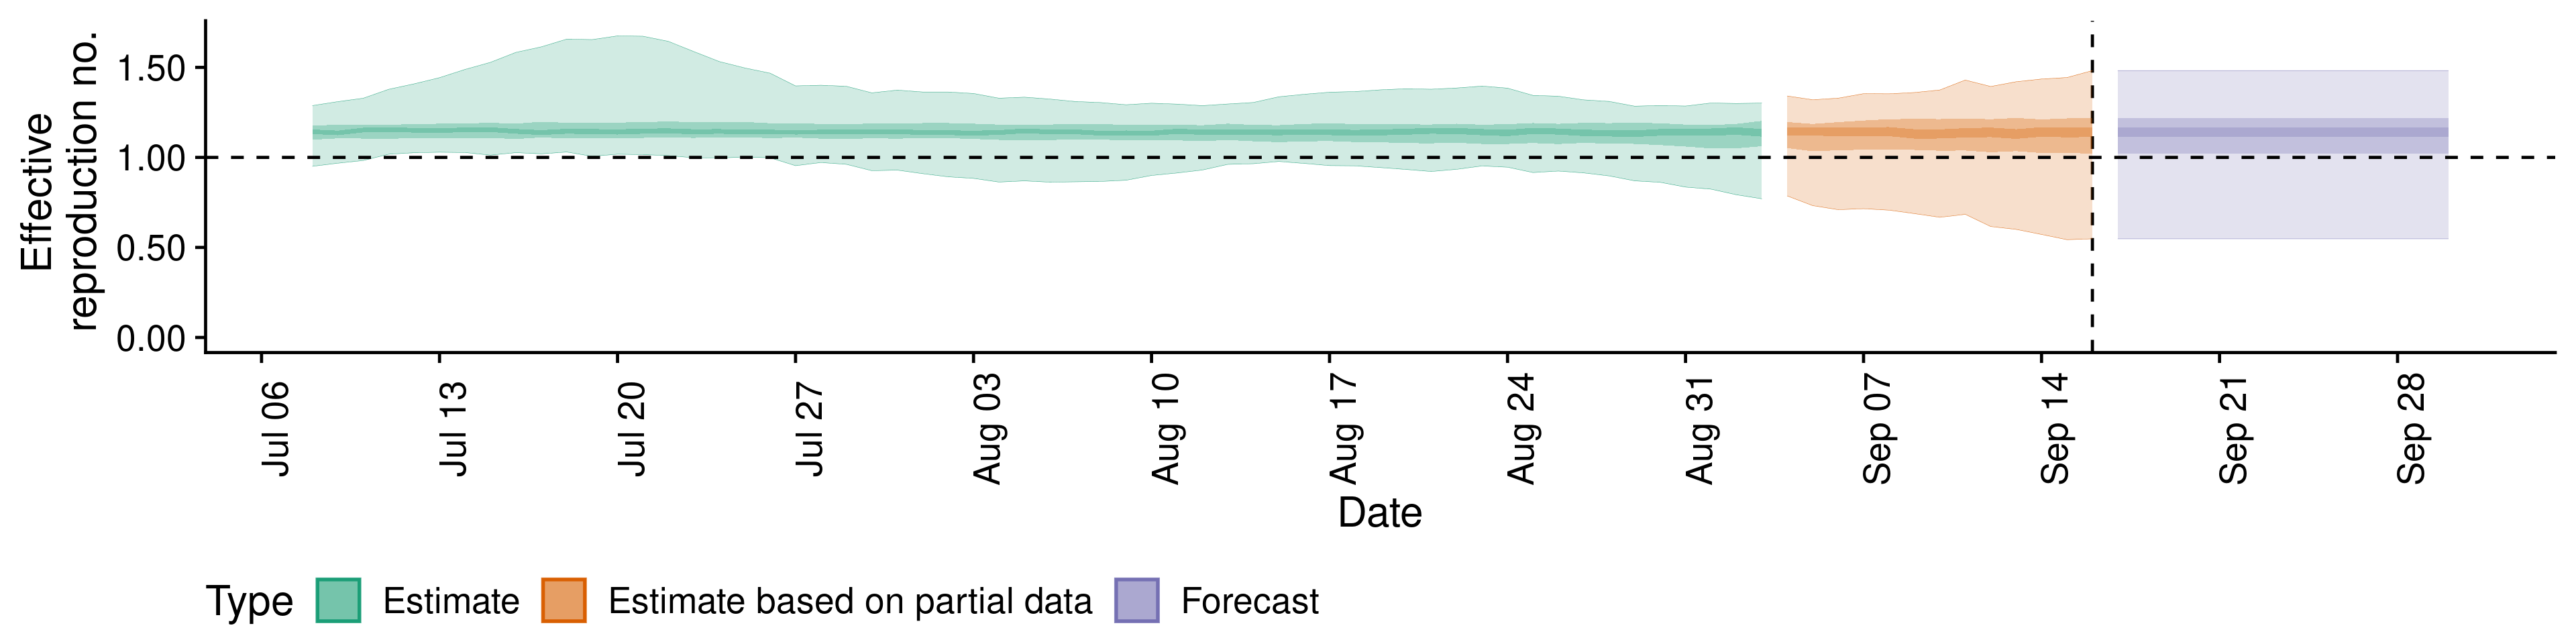 Effective
reproduction no.
1.50
1.00
0.50
0.00
Jul 06
Jul 13
Jul 20
Jul 27
Aug 03
Aug 10
Aug 17
Aug 24
Aug 31
Sep 07
Sep 14
Sep 21
Sep 28
Date
Type Estimate Estimate based on partial data Forecast